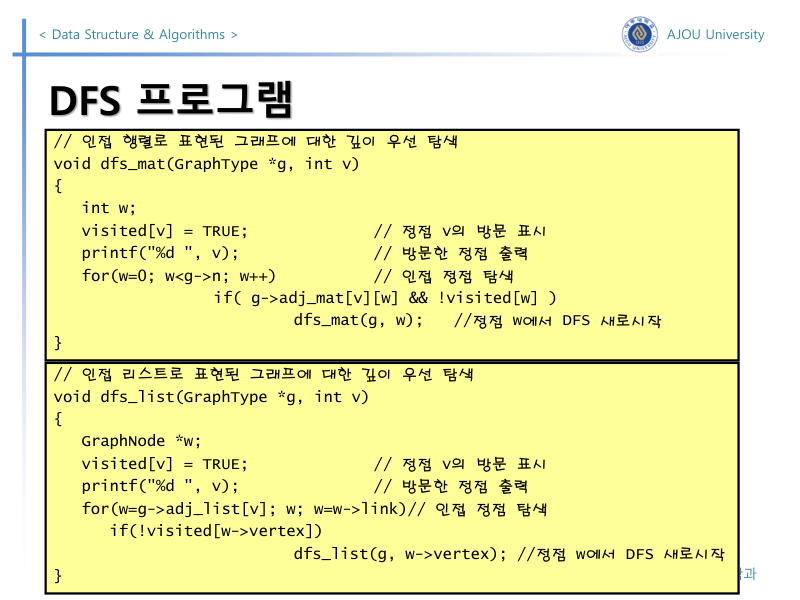 < Data Structure & Algorithms >
AJOU University
DFS 프로그램
// 인접 행렬로 표현된 그래프에 대한 깊이 우선 탐색
void dfs_mat(GraphType *g, int v)
{
int w;
visited[v] = TRUE; // 정점 v의 방문 표시
printf("%d ", v); // 방문한 정점 출력
for(w=0; w<g->n; w++) // 인접 정점 탐색
if( g->adj_mat[v][w] && !visited[w] )
dfs_mat(g, w); //정점 w에서 DFS 새로시작
}
// 인접 리스트로 표현된 그래프에 대한 깊이 우선 탐색
void dfs_list(GraphType *g, int v)
{
GraphNode *w;
visited[v] = TRUE; // 정점 v의 방문 표시
printf("%d ", v); // 방문한 정점 출력
for(w=g->adj_list[v]; w; w=w->link)// 인접 정점 탐색
if(!visited[w->vertex])
dfs_list(g, w->vertex); //정점 w에서 DFS 새로시작
}